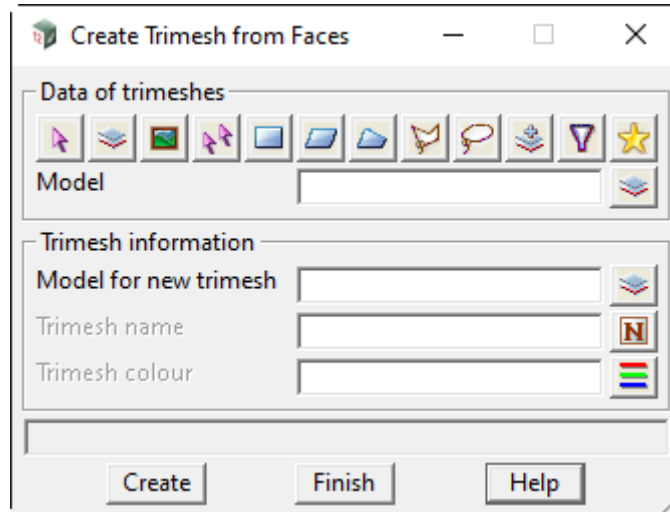 Create Trimesh from Faces
Data of trimeshes
Model
Trimesh information
Model for new trimesh
Trimesh name
N
Trimesh colour
Create Finish Help